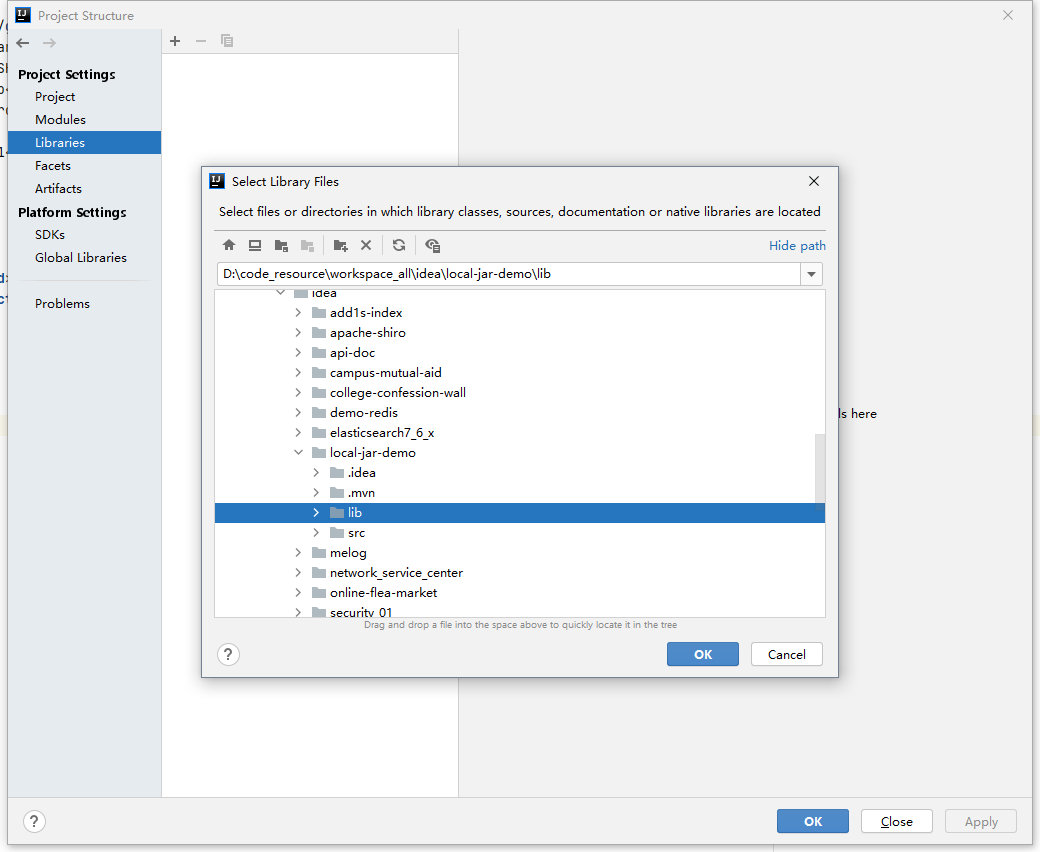 Project Structure
Project Settings
Project
Modules
Libraries
Facets
Artifacts
Platform Settings
SDKs
Global Libraries
Problems
Select Library Files
Select files or directories in which library classes, sources, documentation or native libraries are located
Hide path
D:\code_resource\workspace_all\idea\local-jar-demo\lib
idea
add1s-index
apache-shiro
api-doc
campus-mutual-aid
college-confession-wall
demo-redis
elasticsearch7_6_x
local-jar-demo
.idea
.mvn
lib
src
melog
network_service_center
online-flea-market
security_01
Drag and drop a file into the space above to quickly locate it in the tree
?
OK
Cancel
ls here
?
OK
Close
Apply